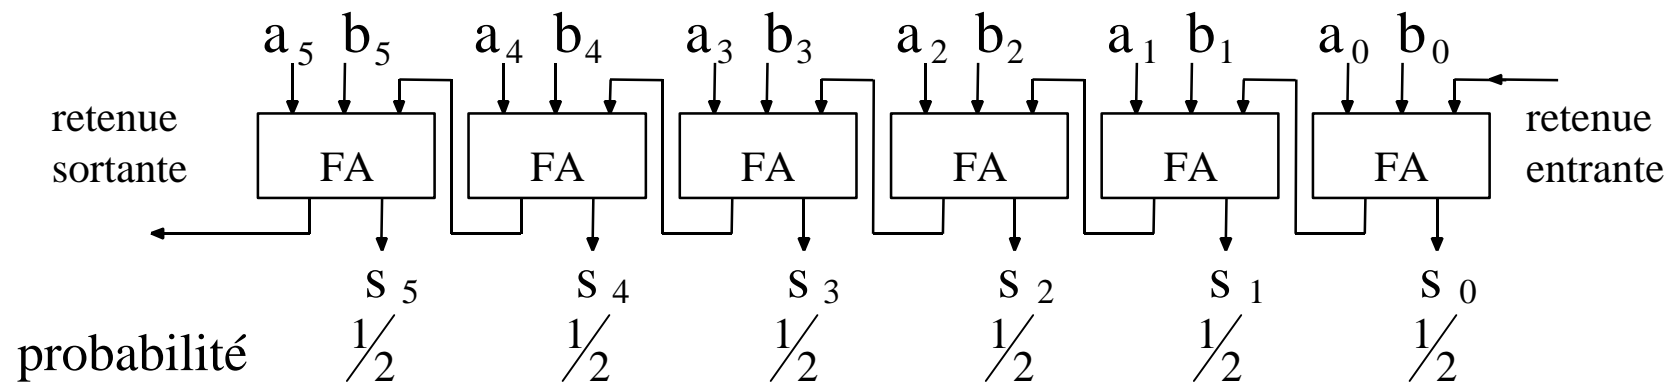 a5 b5 a4 b4 a3 b3 a2 b2 a1 b1 a0 b0
retenue sortante
FA FA FA FA FA FA
retenue entrante
s5 s4 s3 s2 s1 s0
probabilité 1/2 1/2 1/2 1/2 1/2 1/2